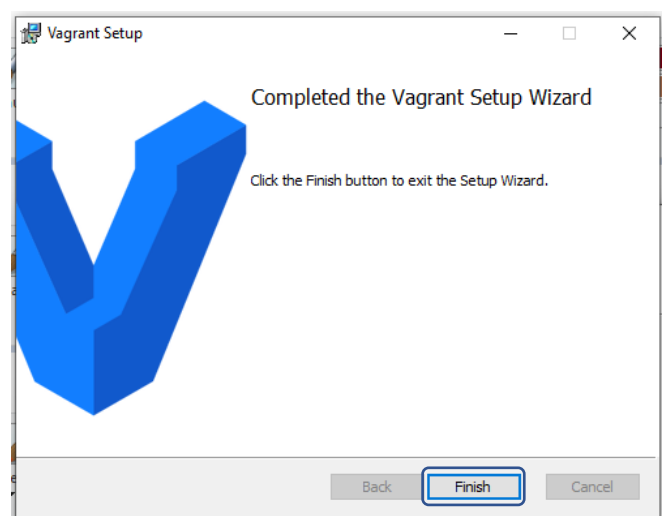 Vagrant Setup
Completed the Vagrant Setup Wizard
Click the Finish button to exit the Setup Wizard.
Back Finish Cancel